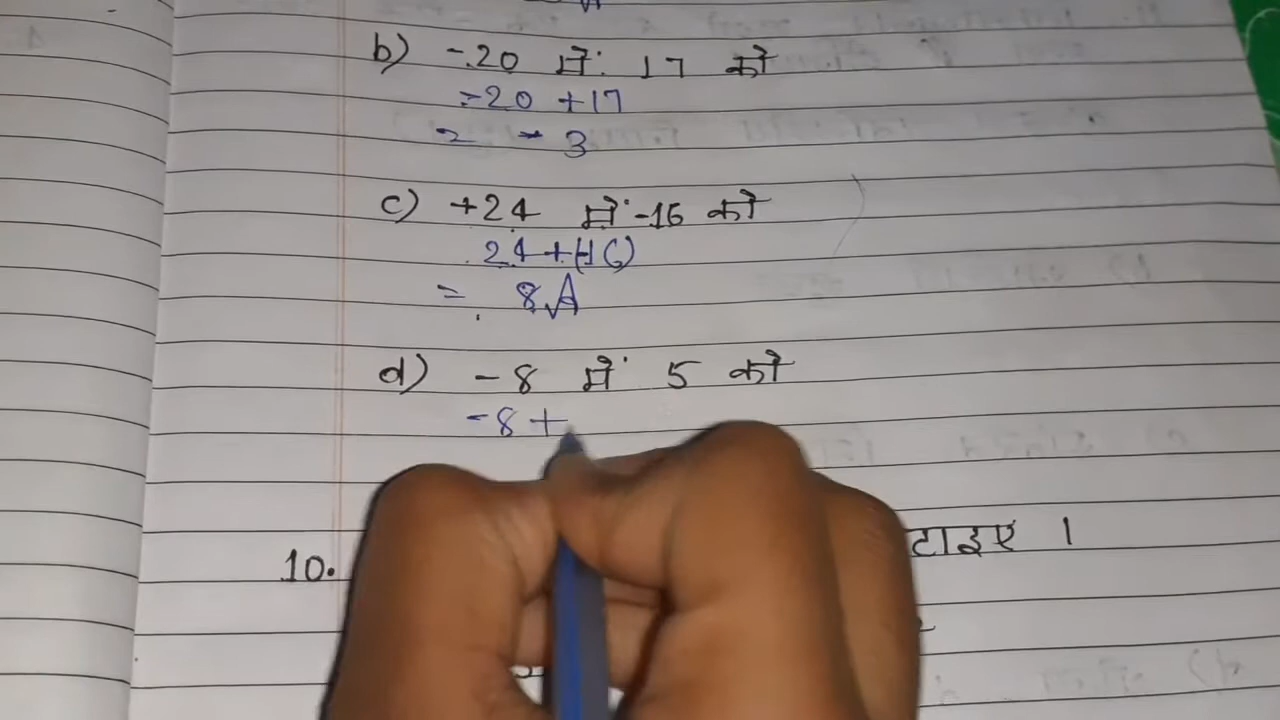 b) -20 में 17 को
-20 +17
= -3
c) +24 में -16 को
24+(-16)
= 8
d) -8 में 5 को
-8+
10.
टाइए ।